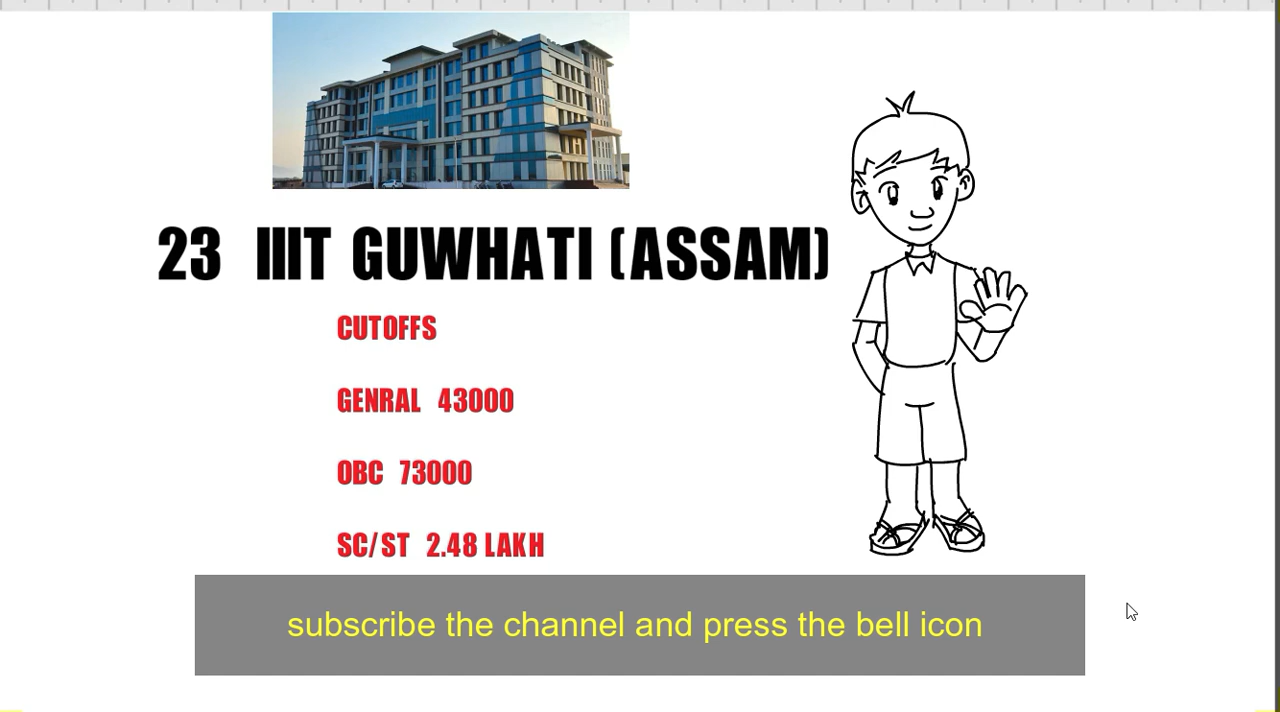 23 IIIT GUWHATI (ASSAM)
CUTOFFS
GENRAL 43000
OBC 73000
SC/ST 2.48 LAKH
subscribe the channel and press the bell icon